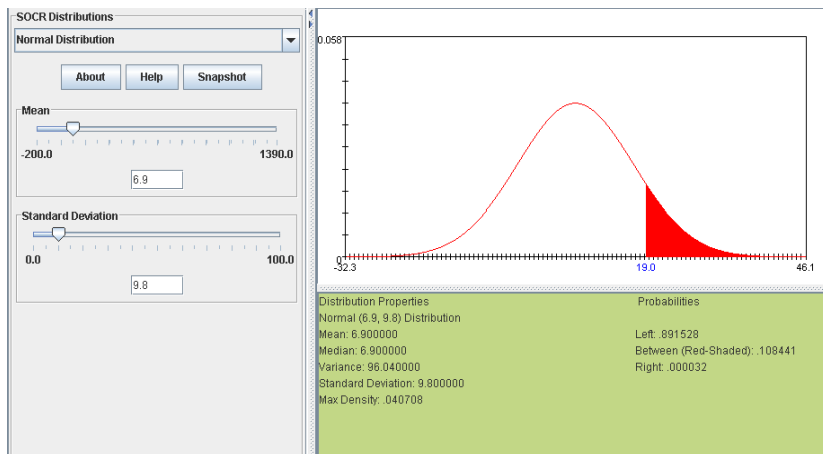 SOCR Distributions
Normal Distribution
About Help Snapshot
Mean
-200.0 1390.0
6.9
Standard Deviation
0.0 100.0
9.8
0.058
0
-32.3 19.0 46.1
Distribution Properties
Normal (6.9, 9.8) Distribution
Mean: 6.900000
Median: 6.900000
Variance: 96.040000
Standard Deviation: 9.800000
Max Density: .040708
Probabilities
Left: .891528
Between (Red-Shaded): .108441
Right: .000032